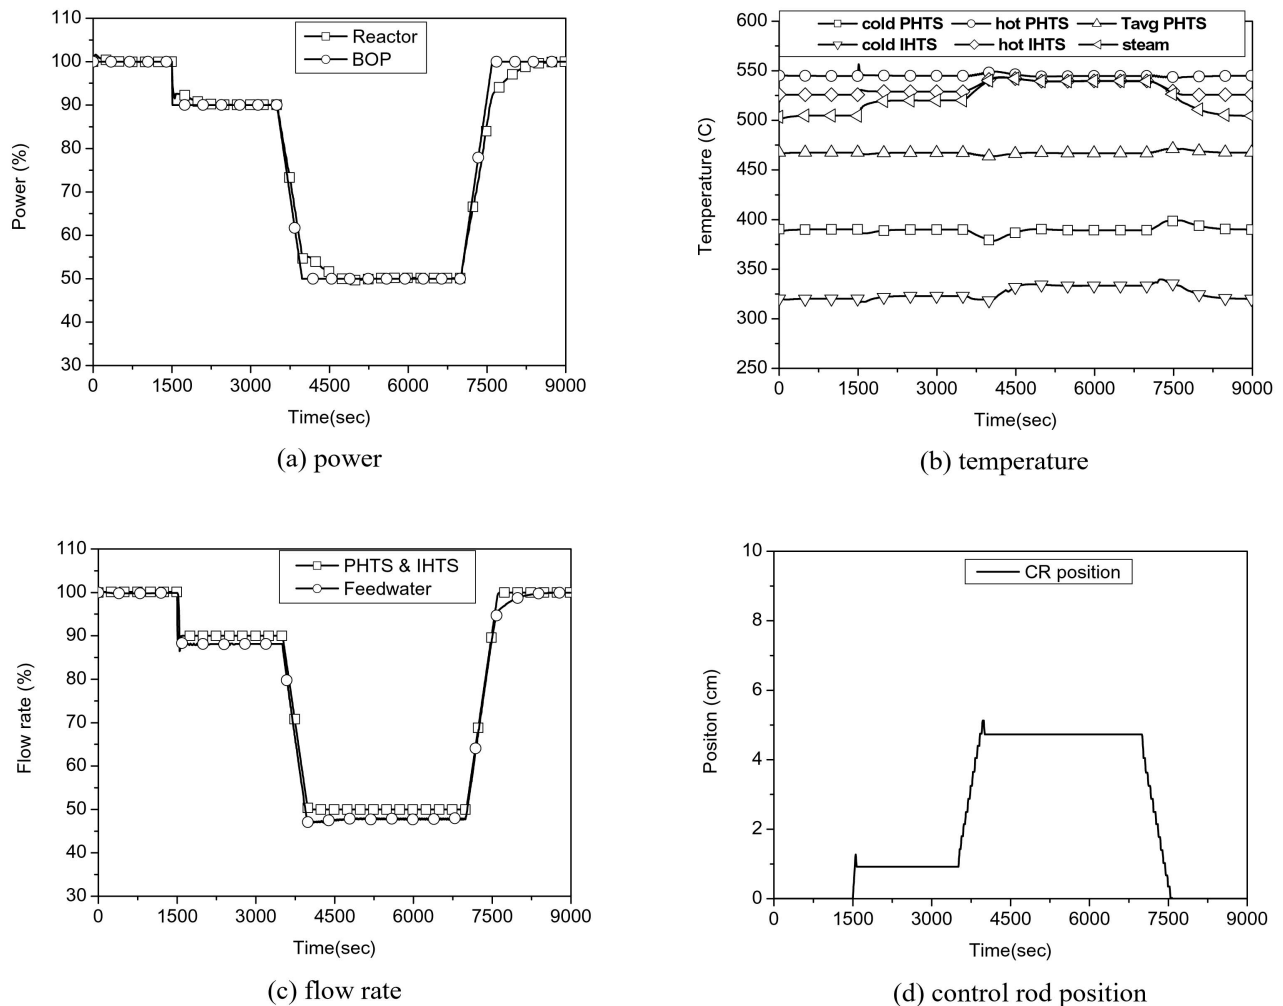 110
100
90
80
70
60
50
40
30
Power (%)
Reactor
BOP
0 1500 3000 4500 6000 7500 9000
Time(sec)
(a) power
600
550
500
450
400
350
300
250
Temperature (C)
cold PHTS hot PHTS Tavg PHTS
cold IHTS hot IHTS steam
0 1500 3000 4500 6000 7500 9000
Time(sec)
(b) temperature
110
100
90
80
70
60
50
40
30
Flow rate (%)
PHTS & IHTS
Feedwater
0 1500 3000 4500 6000 7500 9000
Time(sec)
(c) flow rate
10
8
6
4
2
0
Positon (cm)
CR position
0 1500 3000 4500 6000 7500 9000
Time(sec)
(d) control rod position